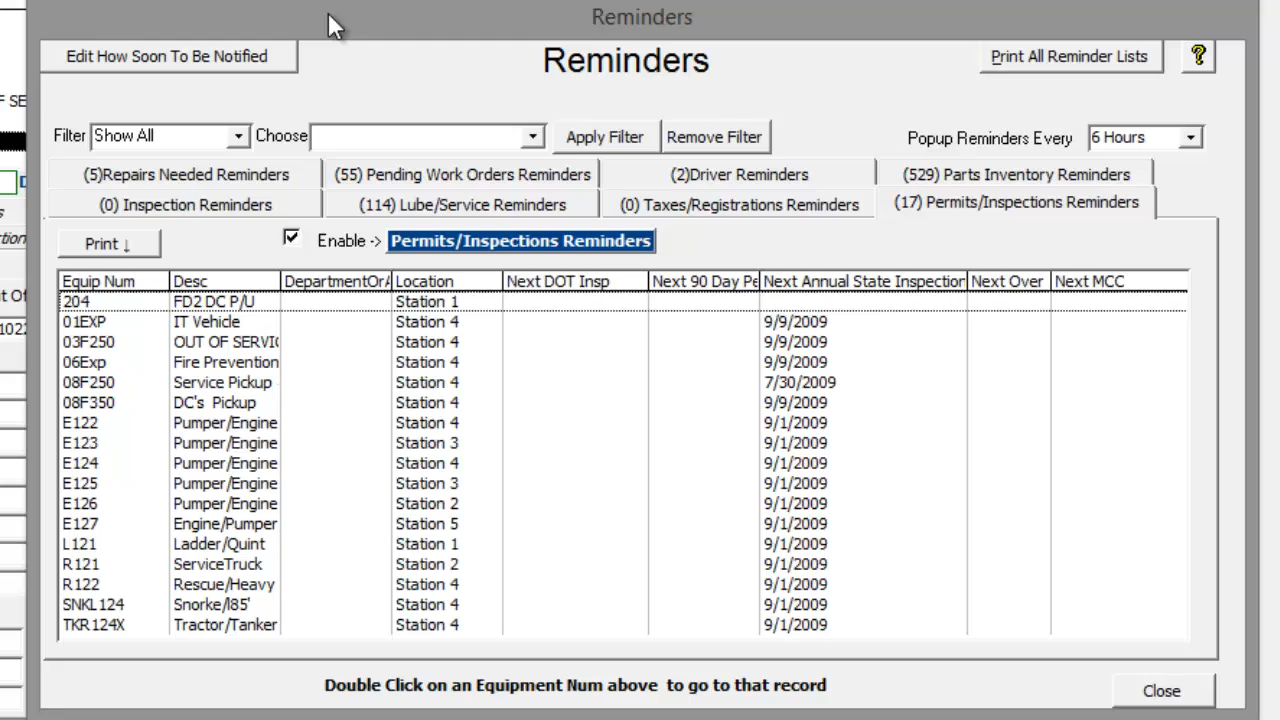 Reminders
Edit How Soon To Be Notified
Reminders
Print All Reminder Lists
?
F SE
Filter Show All Choose Apply Filter Remove Filter Popup Reminders Every 6 Hours
(5)Repairs Needed Reminders (55) Pending Work Orders Reminders (2)Driver Reminders (529) Parts Inventory Reminders
(0) Inspection Reminders (114) Lube/Service Reminders (0) Taxes/Registrations Reminders (17) Permits/Inspections Reminders
tion
Print ↓ Enable -> Permits/Inspections Reminders
Equip Num Desc DepartmentOrA Location Next DOT Insp Next 90 Day Pe Next Annual State Inspection Next Over Next MCC
t Of
204 FD2 DC P/U Station 1
01EXP IT Vehicle Station 4 9/9/2009
1022
03F250 OUT OF SERVIC Station 4 9/9/2009
06Exp Fire Prevention Station 4 9/9/2009
08F250 Service Pickup Station 4 7/30/2009
08F350 DC's Pickup Station 4 9/9/2009
E122 Pumper/Engine Station 4 9/1/2009
E123 Pumper/Engine Station 3 9/1/2009
E124 Pumper/Engine Station 4 9/1/2009
E125 Pumper/Engine Station 3 9/1/2009
E126 Pumper/Engine Station 2 9/1/2009
E127 Engine/Pumper Station 5 9/1/2009
L121 Ladder/Quint Station 1 9/1/2009
R121 ServiceTruck Station 2 9/1/2009
R122 Rescue/Heavy Station 4 9/1/2009
SNKL124 Snorke/l85' Station 4 9/1/2009
TKR124X Tractor/Tanker Station 4 9/1/2009
Double Click on an Equipment Num above to go to that record
Close